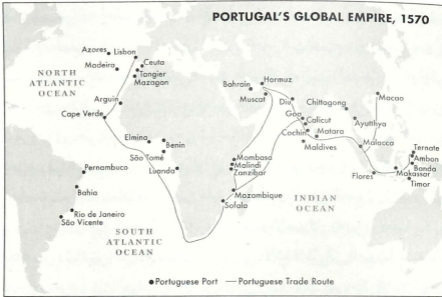 PORTUGAL'S GLOBAL EMPIRE, 1570
Azores
Lisbon
Madeira
Ceuta
Tangier
Mazagan
NORTH
ATLANTIC
OCEAN
Arguin
Cape Verde
Elmina
Benin
São Tomé
Luanda
Pernambuco
Bahia
Rio de Janeiro
São Vicente
SOUTH
ATLANTIC
OCEAN
Bahrain
Hormuz
Muscat
Diu
Goa
Calicut
Cochin
Matara
Maldives
Chittagong
Ayutthya
Macao
Malacca
Mombasa
Malindi
Zanzibar
Mozambique
Sofala
INDIAN
OCEAN
Flores
Ternate
Ambon
Banda
Makassar
Timor
Portuguese Port
Portuguese Trade Route